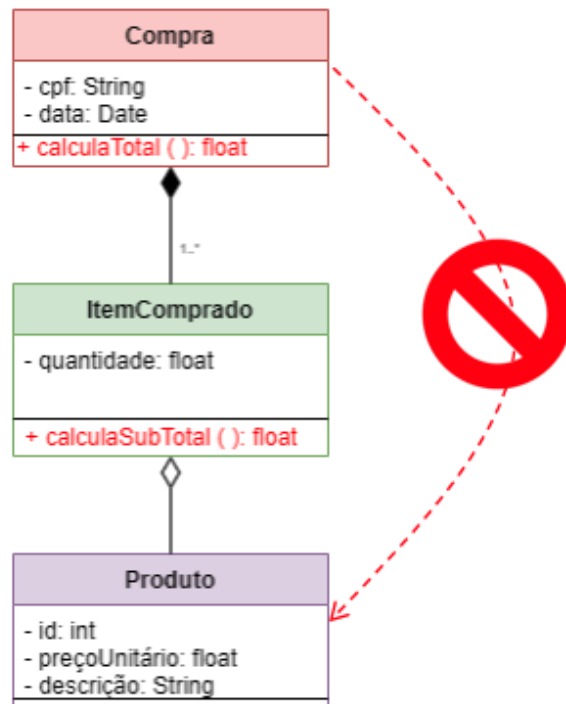 Compra
- cpf: String
- data: Date
+ calculaTotal ( ): float
1..*
ItemComprado
- quantidade: float
+ calculaSubTotal ( ): float
Produto
- id: int
- preçoUnitário: float
- descrição: String